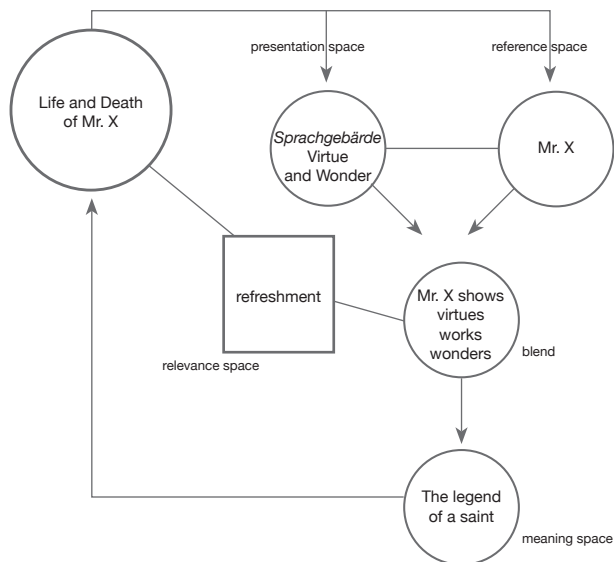 presentation space
reference space
Life and Death
of Mr. X
Sprachgebärde
Virtue
and Wonder
Mr. X
refreshment
relevance space
Mr. X shows
virtues
works
wonders
blend
The legend
of a saint
meaning space